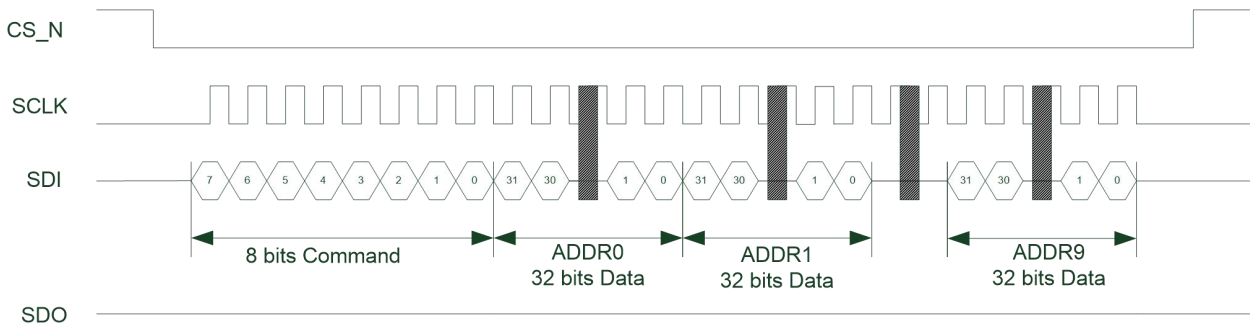 CS_N
SCLK
SDI
7 6 5 4 3 2 1 0 31 30 1 0 31 30 1 0 31 30 1 0
8 bits Command
ADDR0
32 bits Data
ADDR1
32 bits Data
ADDR9
32 bits Data
SDO